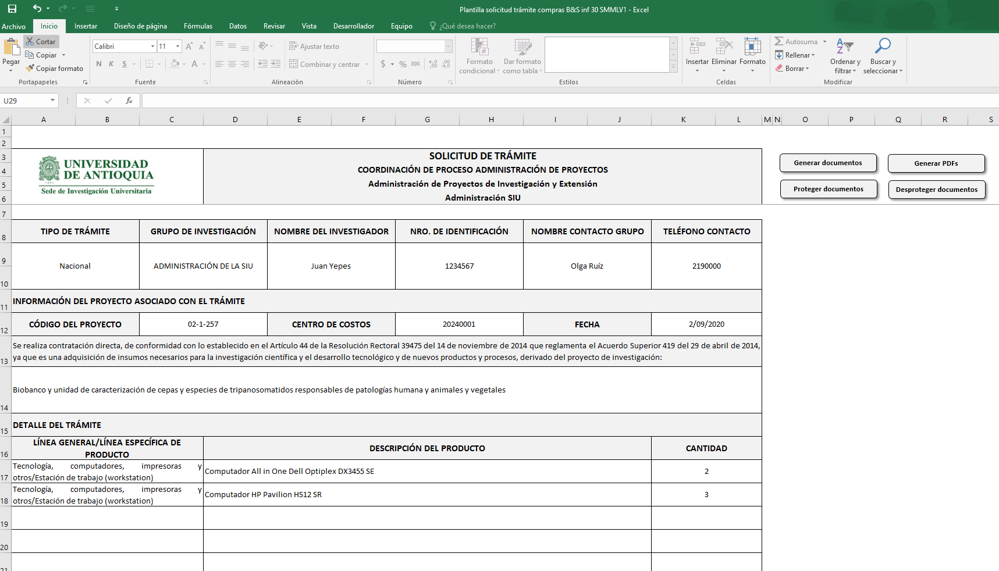 Plantilla solicitud trámite compras B&S inf 30 SMMLV1 - Excel
Archivo Inicio Insertar Diseño de página Fórmulas Datos Revisar Vista Desarrollador Equipo ¿Qué desea hacer?
Pegar
Cortar
Copiar
Copiar formato
Portapapeles
Calibri 11
N K S
Fuente
Ajustar texto
Combinar y centrar
Alineación
$ % 000
Número
Formato condicional
Dar formato como tabla
Estilos
Insertar Eliminar Formato
Celdas
Autosuma
Rellenar
Borrar
Ordenar y filtrar
Buscar y seleccionar
Modificar
U29 fx
A B C D E F G H I J K L M N O P Q R S
1
2
3 SOLICITUD DE TRÁMITE
4 COORDINACIÓN DE PROCESO ADMINISTRACIÓN DE PROYECTOS
5 Administración de Proyectos de Investigación y Extensión
6 Administración SIU
UNIVERSIDAD
DE ANTIOQUIA
1803
Sede de Investigación Universitaria
Generar documentos Generar PDFs
Proteger documentos Desproteger documentos
7
8 TIPO DE TRÁMITE GRUPO DE INVESTIGACIÓN NOMBRE DEL INVESTIGADOR NRO. DE IDENTIFICACIÓN NOMBRE CONTACTO GRUPO TELÉFONO CONTACTO
9 Nacional ADMINISTRACIÓN DE LA SIU Juan Yepes 1234567 Olga Ruíz 2190000
10
11 INFORMACIÓN DEL PROYECTO ASOCIADO CON EL TRÁMITE
12 CÓDIGO DEL PROYECTO 02-1-257 CENTRO DE COSTOS 20240001 FECHA 2/09/2020
Se realiza contratación directa, de conformidad con lo establecido en el Artículo 44 de la Resolución Rectoral 39475 del 14 de noviembre de 2014 que reglamenta el Acuerdo Superior 419 del 29 de abril de 2014,
13 ya que es una adquisición de insumos necesarios para la investigación científica y el desarrollo tecnológico y de nuevos productos y procesos, derivado del proyecto de investigación:
Biobanco y unidad de caracterización de cepas y especies de tripanosomatidos responsables de patologías humana y animales y vegetales
14
15 DETALLE DEL TRÁMITE
LÍNEA GENERAL/LÍNEA ESPECÍFICA DE
16 PRODUCTO DESCRIPCIÓN DEL PRODUCTO CANTIDAD
Tecnología, computadores, impresoras y
17 otros/Estación de trabajo (workstation) Computador All in One Dell Optiplex DX3455 SE 2
Tecnología, computadores, impresoras y
18 otros/Estación de trabajo (workstation) Computador HP Pavilion HS12 SR 3
19
20
21